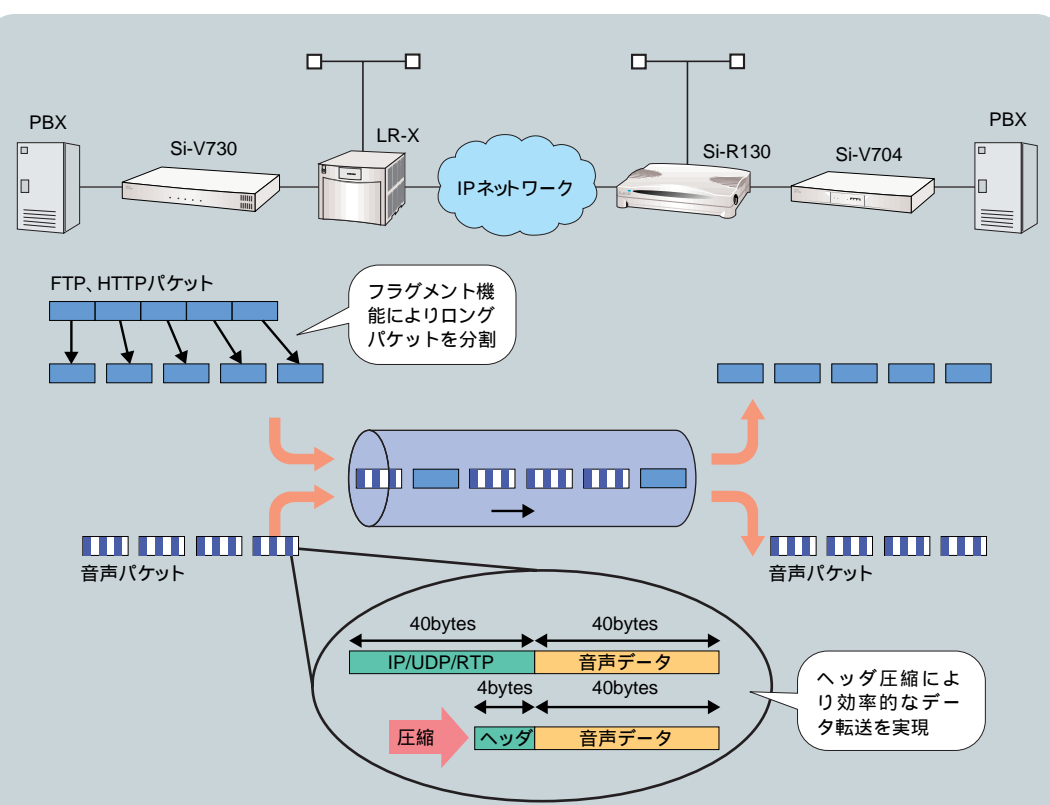 PBX
Si-V730
LR-X
IPネットワーク
Si-R130
Si-V704
PBX
FTP、HTTPパケット
フラグメント機
能によりロング
パケットを分割
音声パケット
音声パケット
40bytes
40bytes
IP/UDP/RTP
音声データ
4bytes
40bytes
圧縮
ヘッダ
音声データ
ヘッダ圧縮によ
り効率的なデー
タ転送を実現